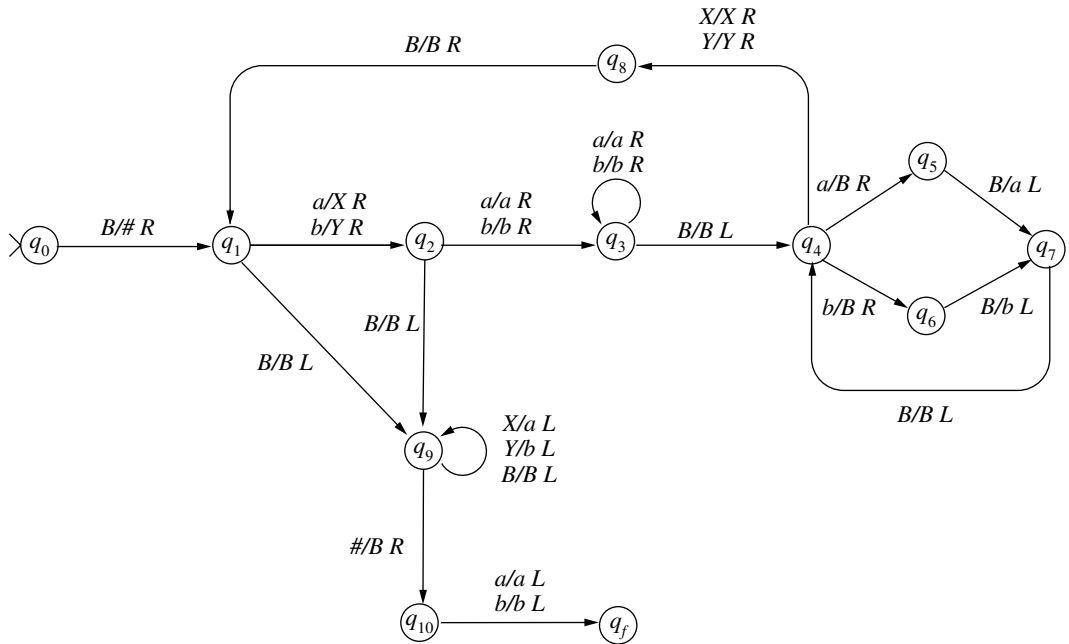 X/X R
Y/Y R
B/B R
q8
a/a R
b/b R
q5
a/B R
B/a L
a/X R
b/Y R
a/a R
b/b R
B/# R
B/B L
q0
q1
q2
q3
q4
q7
b/B R
B/b L
q6
B/B L
B/B L
B/B L
X/a L
Y/b L
B/B L
q9
#/B R
a/a L
b/b L
q10
qf